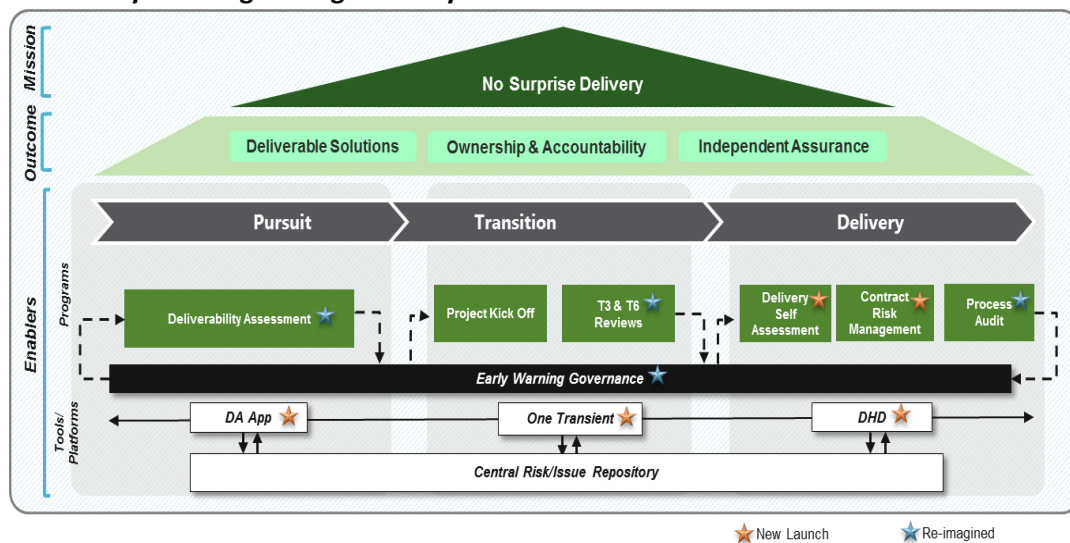 Mission
No Surprise Delivery
Outcome
Deliverable Solutions
Ownership & Accountability
Independent Assurance
Enablers
Pursuit
Transition
Delivery
Programs
Deliverability Assessment
Project Kick Off
T3 & T6
Reviews
Delivery
Self
Assessment
Contract
Risk
Management
Process
Audit
Early Warning Governance
Tools/
Platforms
DA App
One Transient
DHD
Central Risk/Issue Repository
New Launch
Re-imagined